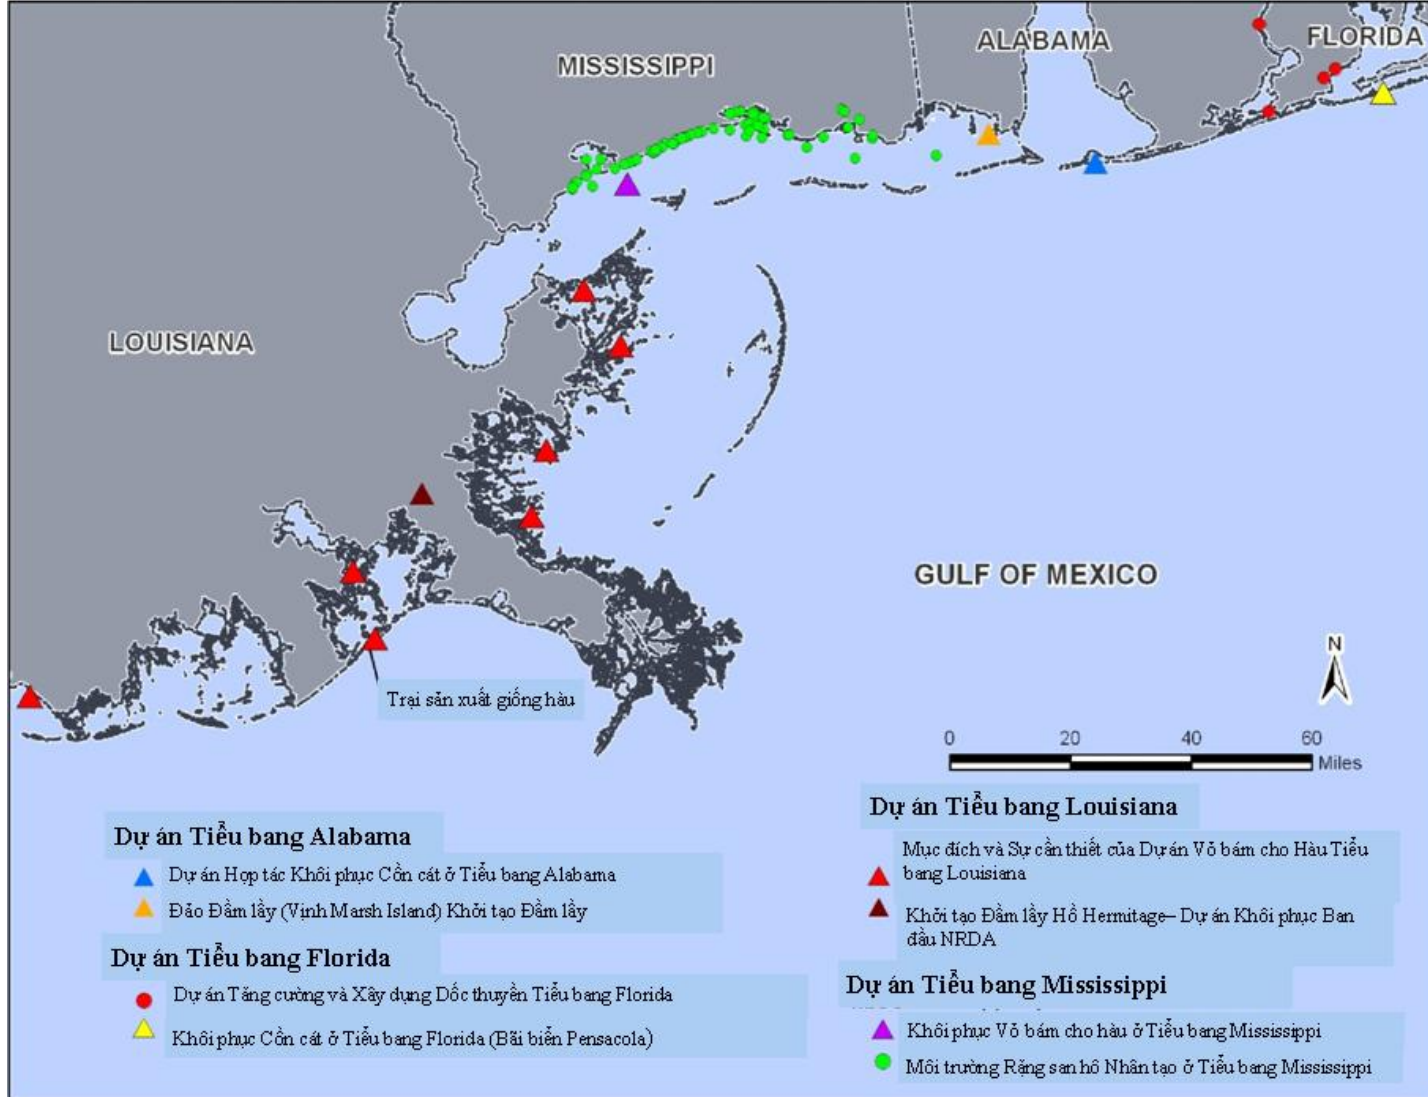 MISSISSIPPI
ALABAMA
FLORIDA
LOUISIANA
GULF OF MEXICO
N
Trại sản xuất giống hàu
0 20 40 60
Miles
Dự án Tiểu bang Alabama
Dự án Hợp tác Khôi phục Cồn cát ở Tiểu bang Alabama
Đảo Đầm lầy (Vịnh Marsh Island) Khởi tạo Đầm lầy
Dự án Tiểu bang Florida
Dự án Tăng cường và Xây dụng Dốc thuyền Tiểu bang Florida
Khôi phục Cồn cát ở Tiểu bang Florida (Bãi biển Pensacola)
Dự án Tiểu bang Louisiana
Mục đích và Sự cần thiết của Dự án Vỏ bám cho Hàu Tiểu
bang Louisiana
Khởi tạo Đầm lầy Hồ Hermitage– Dự án Khôi phục Ban
đầu NRDA
Dự án Tiểu bang Mississippi
Khôi phục Vỏ bám cho hàu ở Tiểu bang Mississippi
Môi trường Rặng san hô Nhân tạo ở Tiểu bang Mississippi